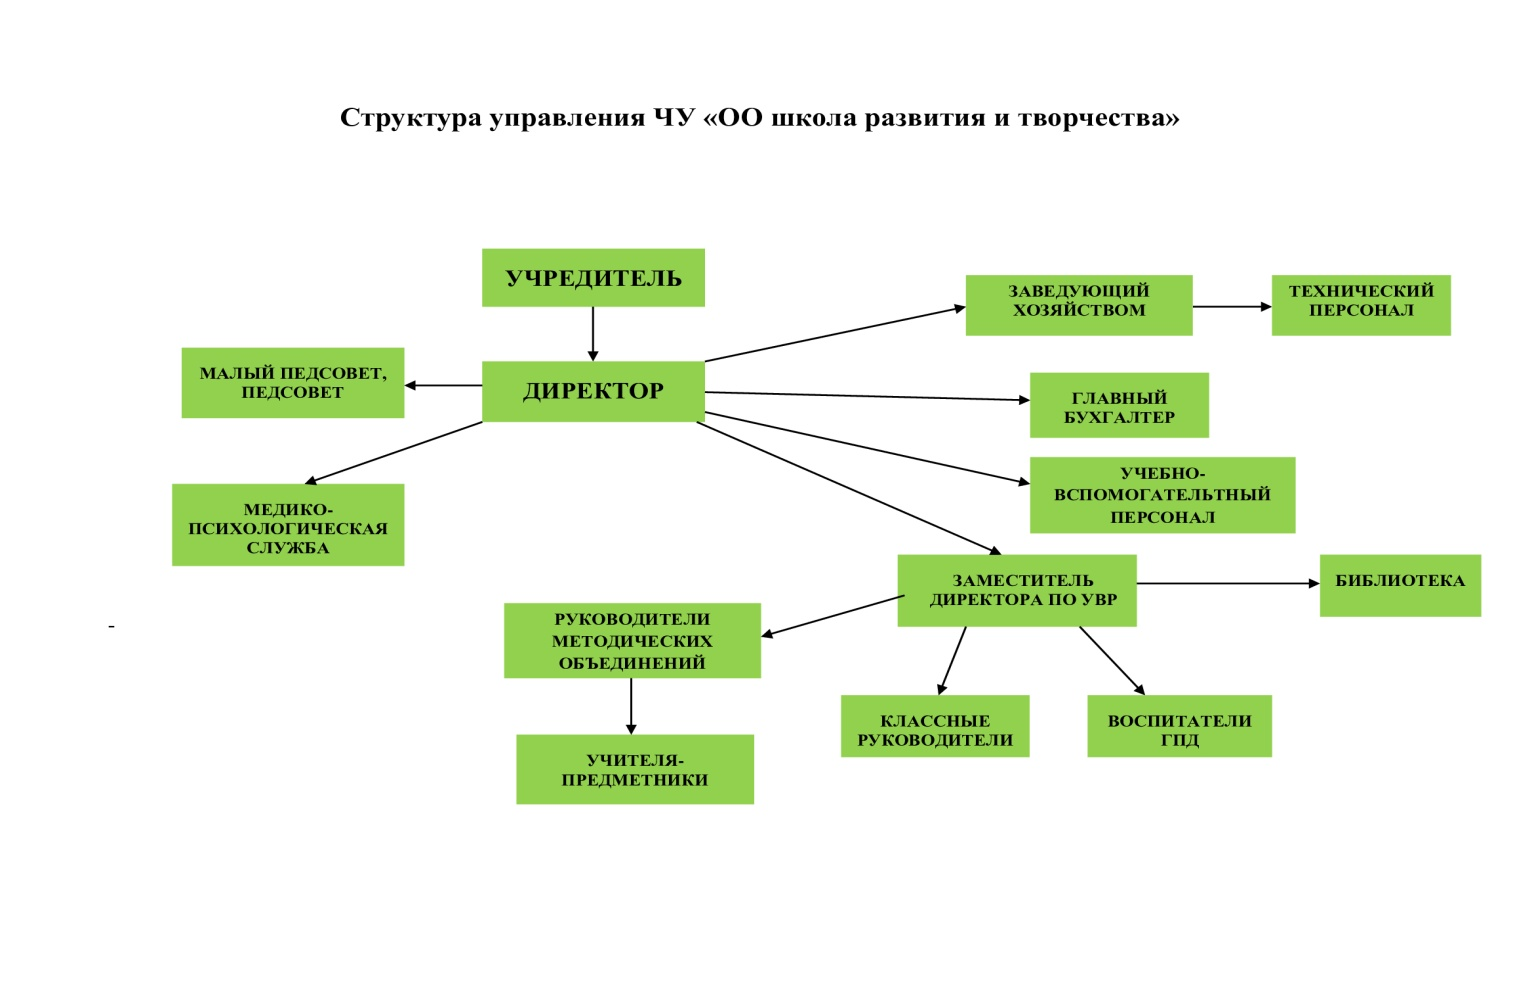 Структура управления ЧУ «ОО школа развития и творчества»
УЧРЕДИТЕЛЬ
ЗАВЕДУЮЩИЙ
ХОЗЯЙСТВОМ
ТЕХНИЧЕСКИЙ
ПЕРСОНАЛ
МАЛЫЙ ПЕДСОВЕТ,
ПЕДСОВЕТ
ДИРЕКТОР
ГЛАВНЫЙ
БУХГАЛТЕР
УЧЕБНО-
ВСПОМОГАТЕЛЬТНЫЙ
ПЕРСОНАЛ
МЕДИКО-
ПСИХОЛОГИЧЕСКАЯ
СЛУЖБА
ЗАМЕСТИТЕЛЬ
ДИРЕКТОРА ПО УВР
БИБЛИОТЕКА
-
РУКОВОДИТЕЛИ
МЕТОДИЧЕСКИХ
ОБЪЕДИНЕНИЙ
КЛАССНЫЕ
РУКОВОДИТЕЛИ
ВОСПИТАТЕЛИ
ГПД
УЧИТЕЛЯ-
ПРЕДМЕТНИКИ